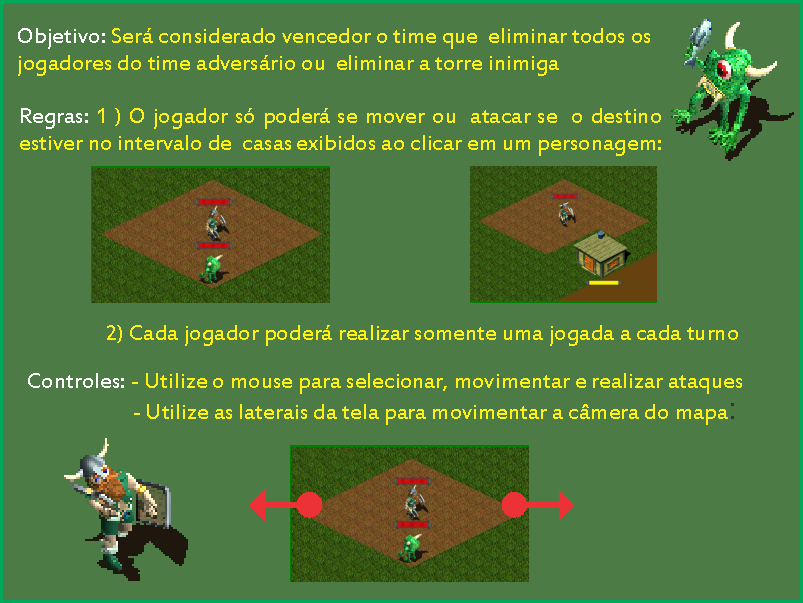 Objetivo: Será considerado vencedor o time que eliminar todos os
jogadores do time adversário ou eliminar a torre inimiga
Regras: 1 ) O jogador só poderá se mover ou atacar se o destino
estiver no intervalo de casas exibidos ao clicar em um personagem:
2) Cada jogador poderá realizar somente uma jogada a cada turno
Controles: - Utilize o mouse para selecionar, movimentar e realizar ataques
- Utilize as laterais da tela para movimentar a câmera do mapa: